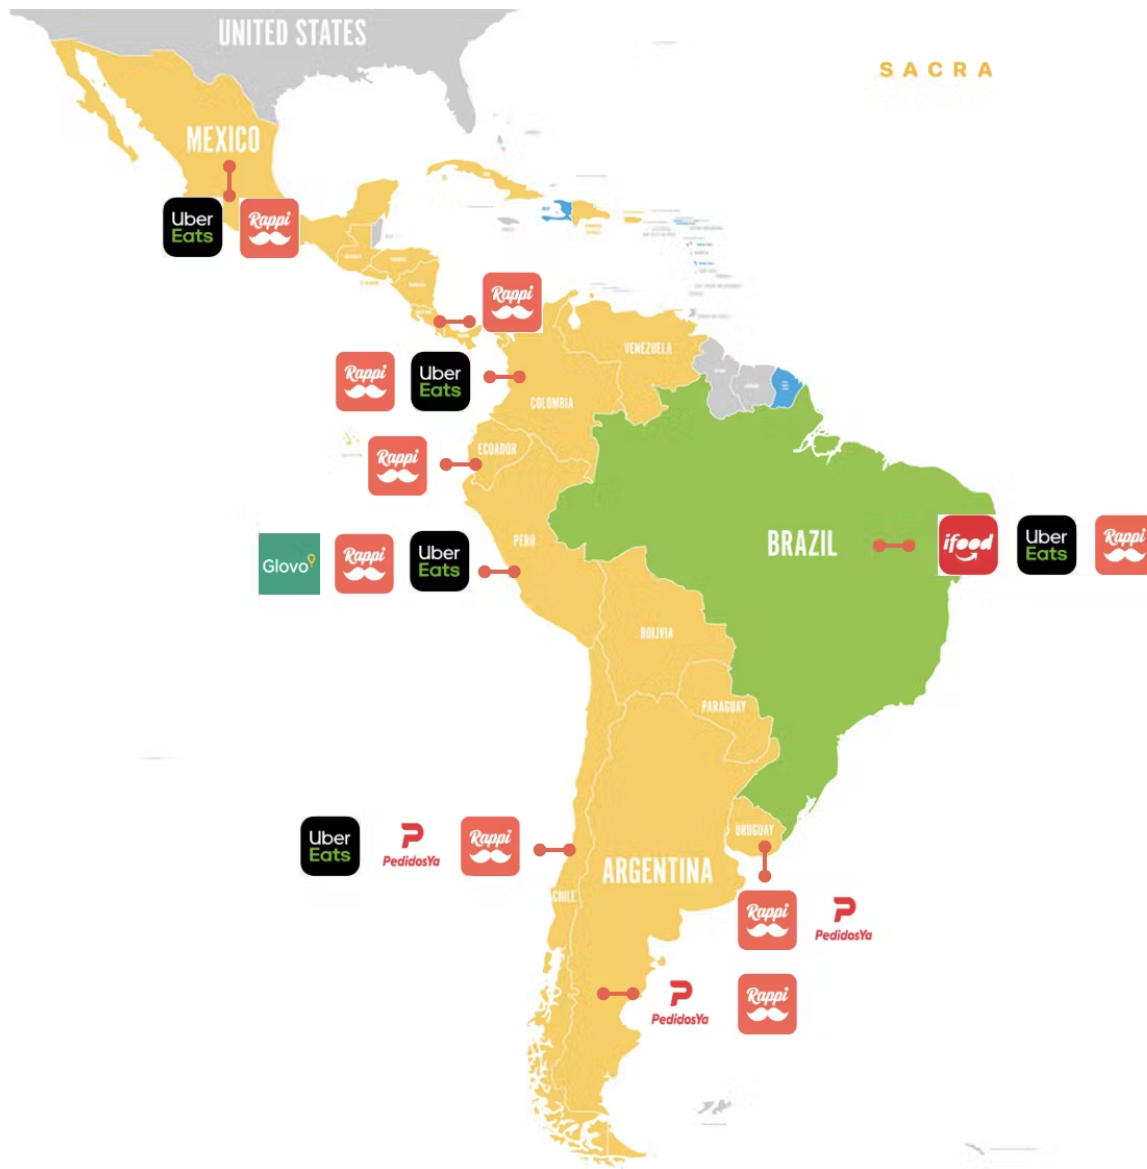 UNITED STATES
SACRA
MEXICO
Uber
Eats
Rappi
Rappi
VENEZUELA
Rappi
Uber
Eats
COLOMBIA
ECUADOR
Rappi
PERU
BRAZIL
ifood
Uber
Eats
Rappi
Glovo
Rappi
Uber
Eats
BOLIVIA
PARAGUAY
Uber
Eats
PedidosYa
Rappi
URUGUAY
ARGENTINA
CHILE
Rappi
PedidosYa
PedidosYa
Rappi